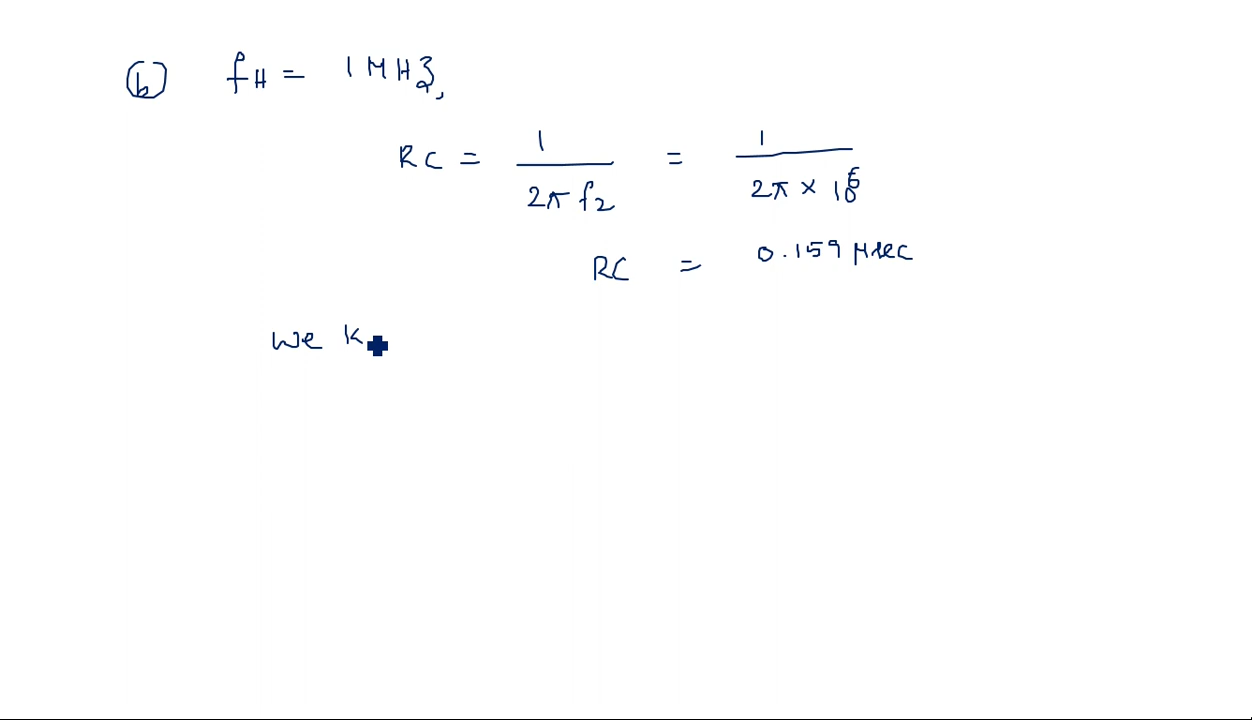 (b) fH = 1 MHz,
RC = 1 / 2π f2 = 1 / 2π × 10^6
RC = 0.159 μsec
We K